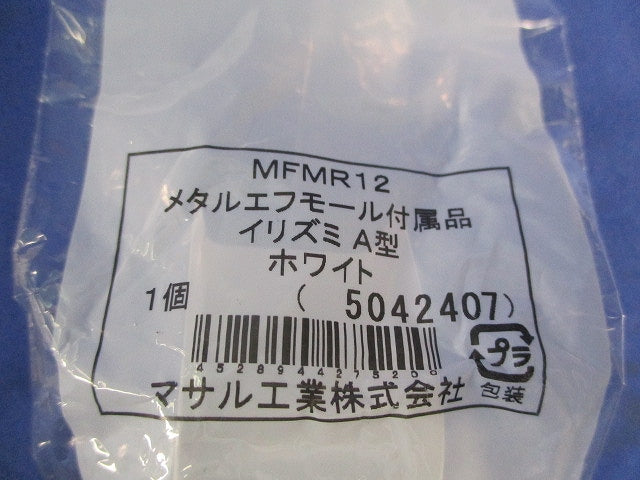 MFMR12
メタルエフモール付属品
イリズミ A型
ホワイト
1個 ( 5042407)
プラ
包装
マサル工業株式会社